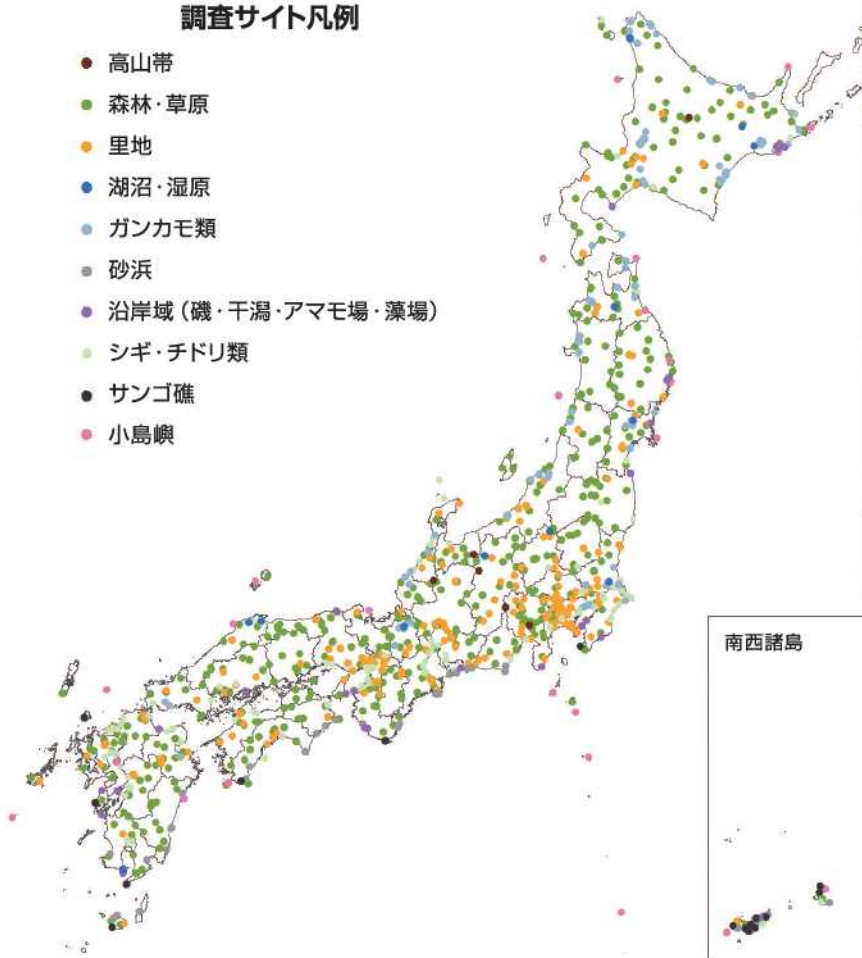 調査サイト凡例
高山帯
森林・草原
里地
湖沼・湿原
ガンカモ類
砂浜
沿岸域（磯・干潟・アマモ場・藻場）
シギ・チドリ類
サンゴ礁
小島嶼
南西諸島